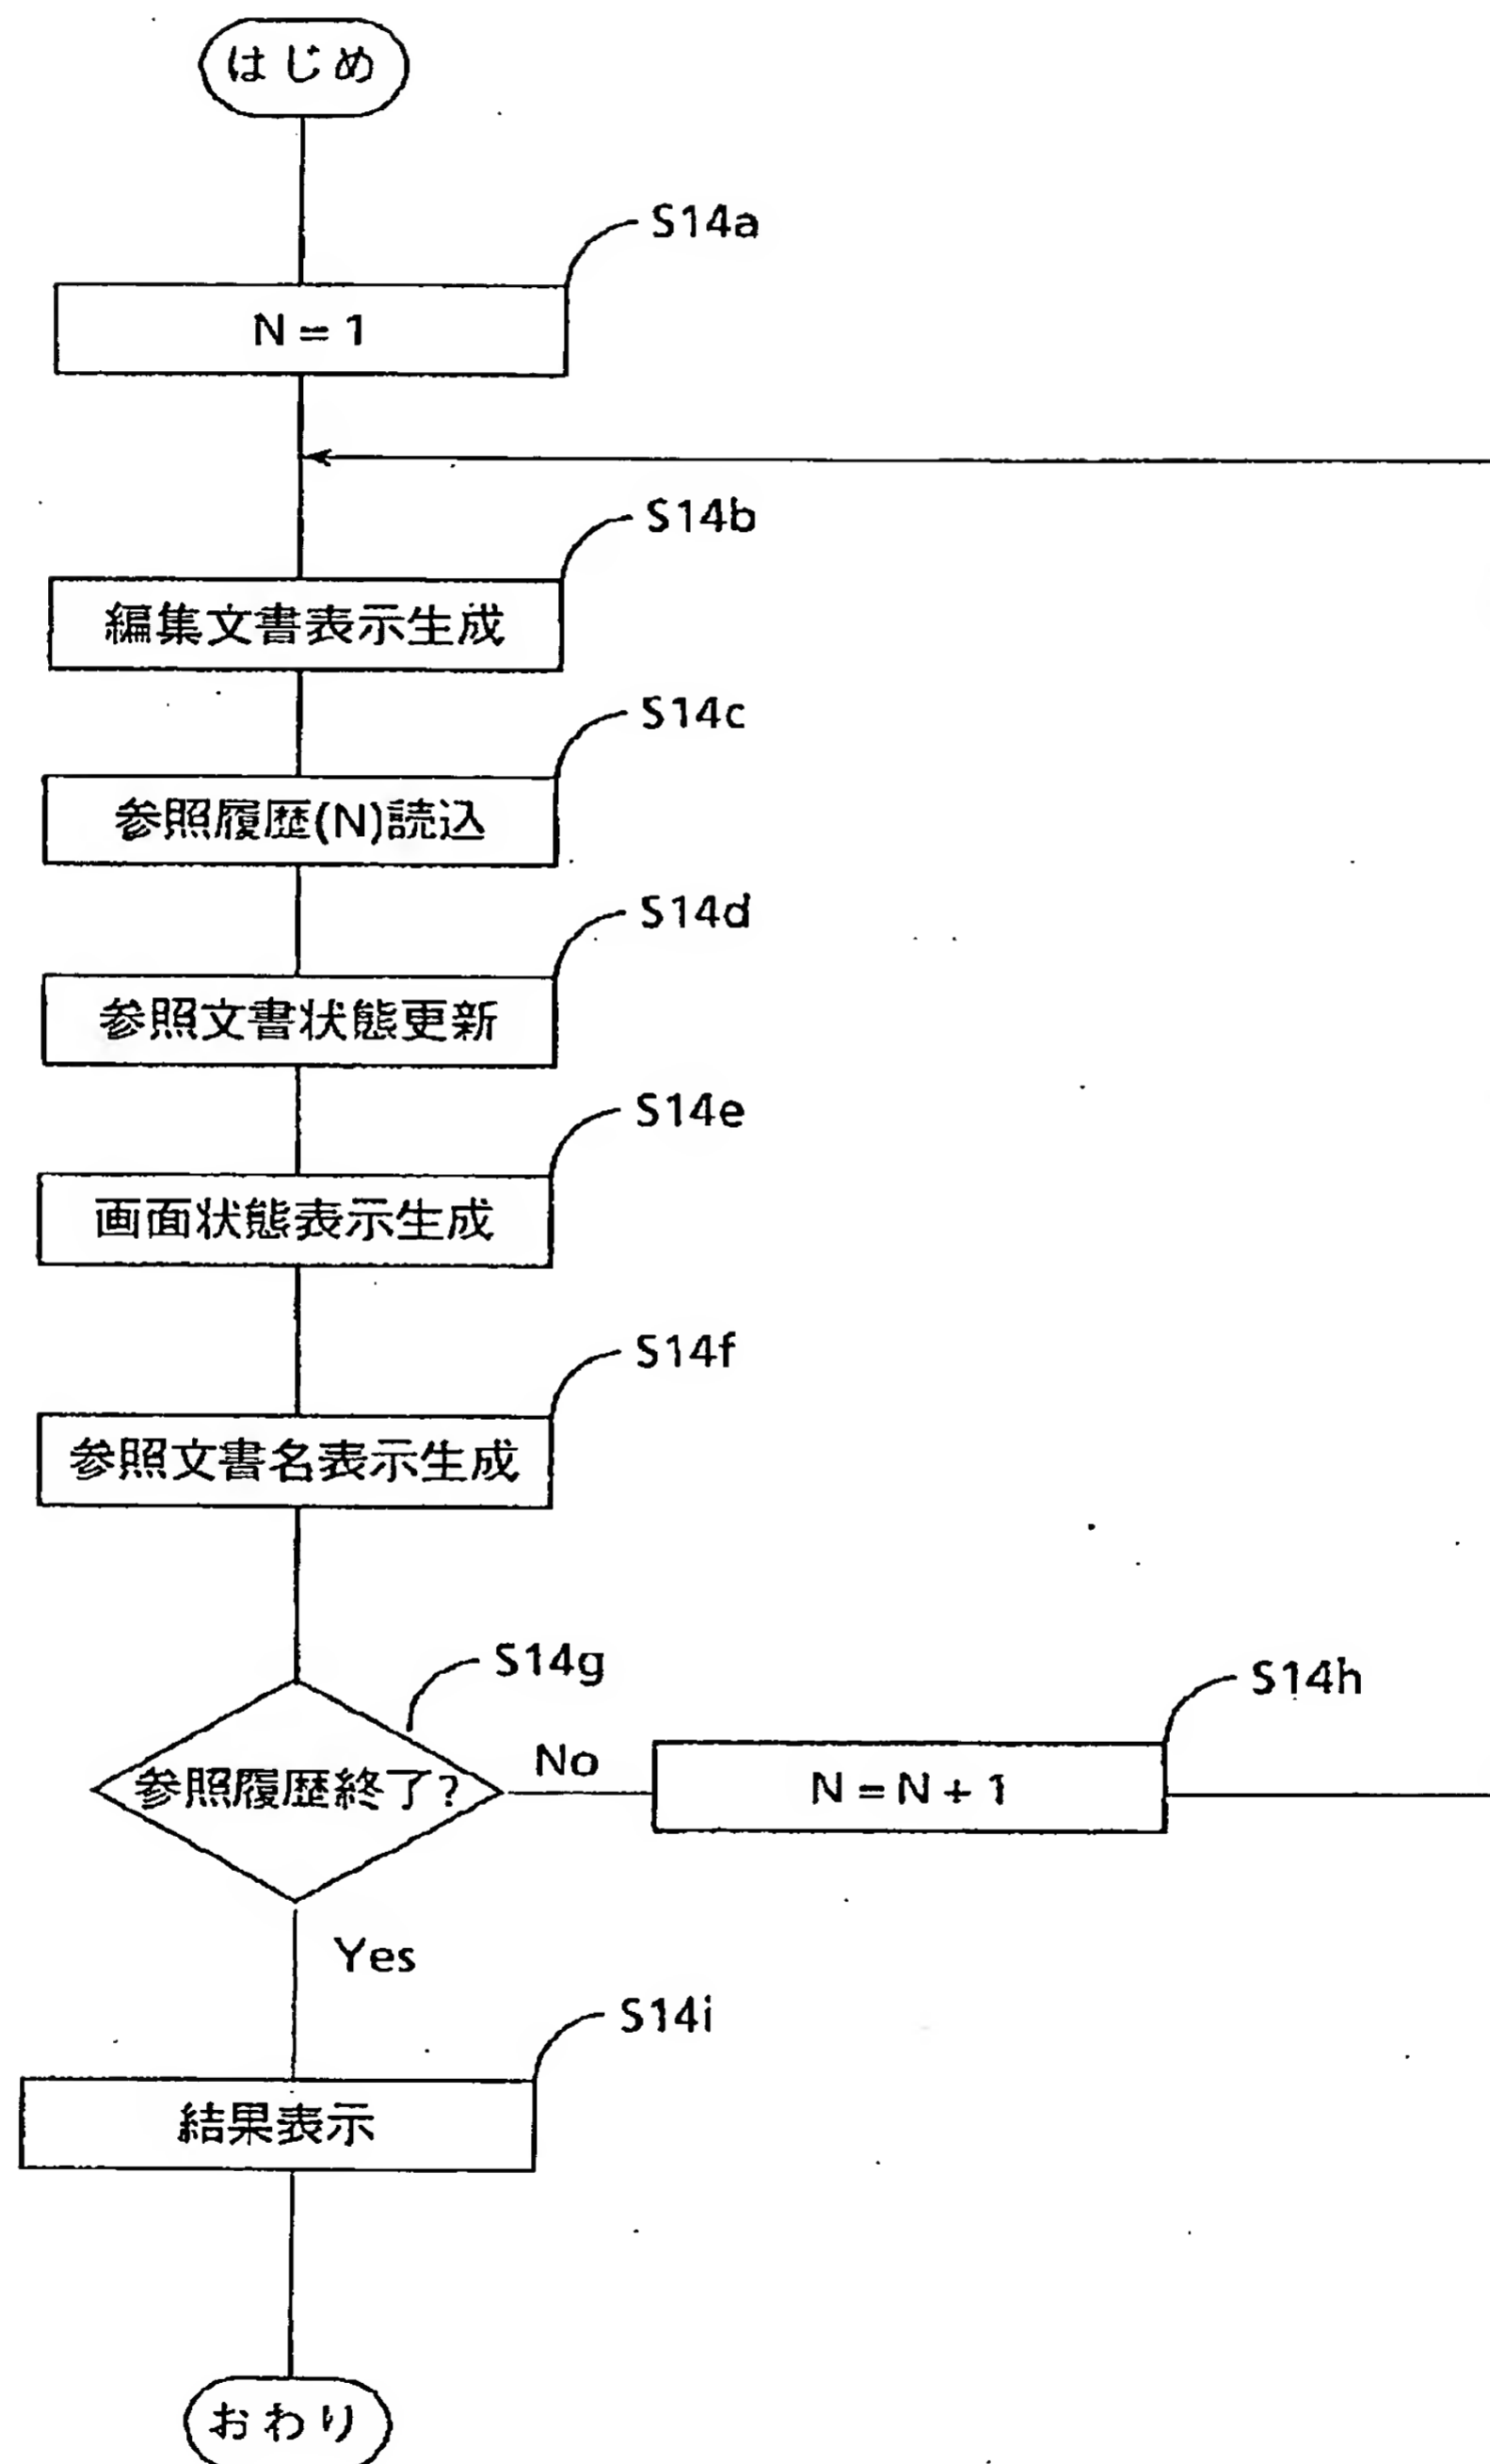 はじめ
S14a
N = 1
S14b
編集文書表示生成
S14c
参照履歴(N)読込
S14d
参照文書状態更新
S14e
画面状態表示生成
S14f
参照文書名表示生成
S14g
S14h
参照履歴終了?
No
N = N + 1
Yes
S14i
結果表示
おわり